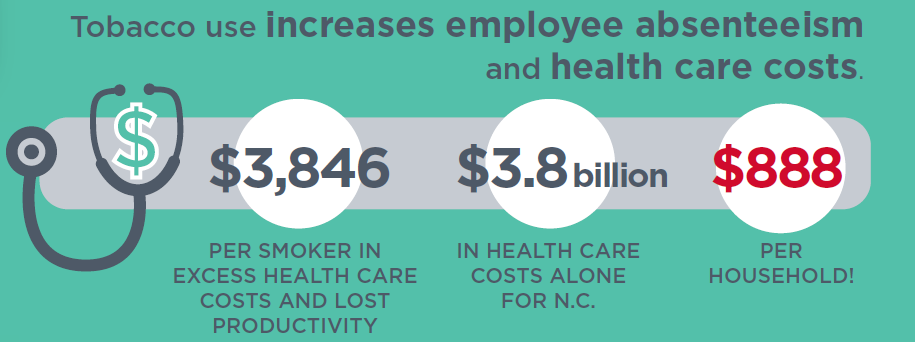 Tobacco use increases employee absenteeism
and health care costs.
$
$3,846
PER SMOKER IN
EXCESS HEALTH CARE
COSTS AND LOST
PRODUCTIVITY
$3.8 billion
IN HEALTH CARE
COSTS ALONE
FOR N.C.
$888
PER
HOUSEHOLD!